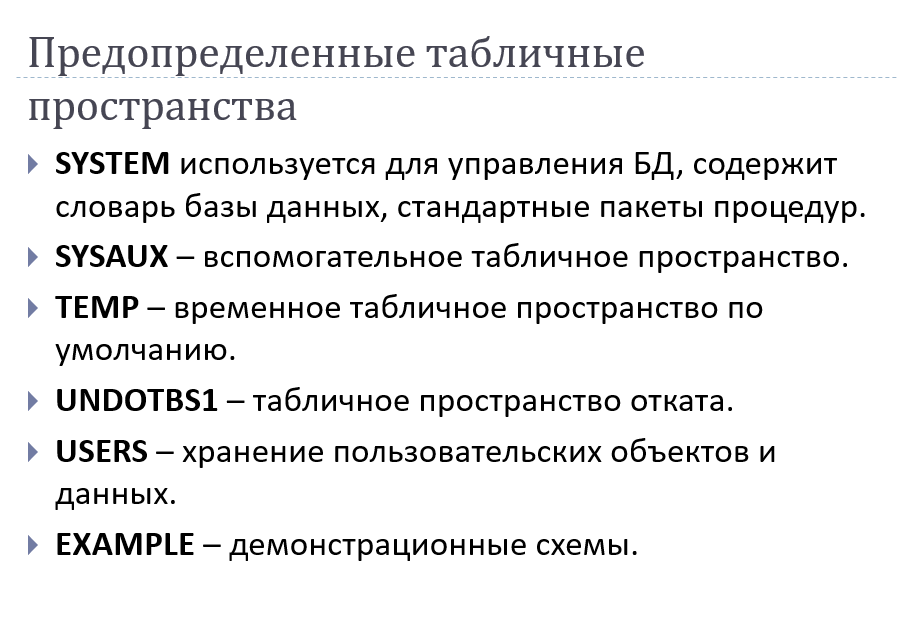 Предопределенные табличные
пространства
SYSTEM используется для управления БД, содержит
словарь базы данных, стандартные пакеты процедур.
SYSAUX – вспомогательное табличное пространство.
TEMP – временное табличное пространство по
умолчанию.
UNDOTBS1 – табличное пространство отката.
USERS – хранение пользовательских объектов и
данных.
EXAMPLE – демонстрационные схемы.